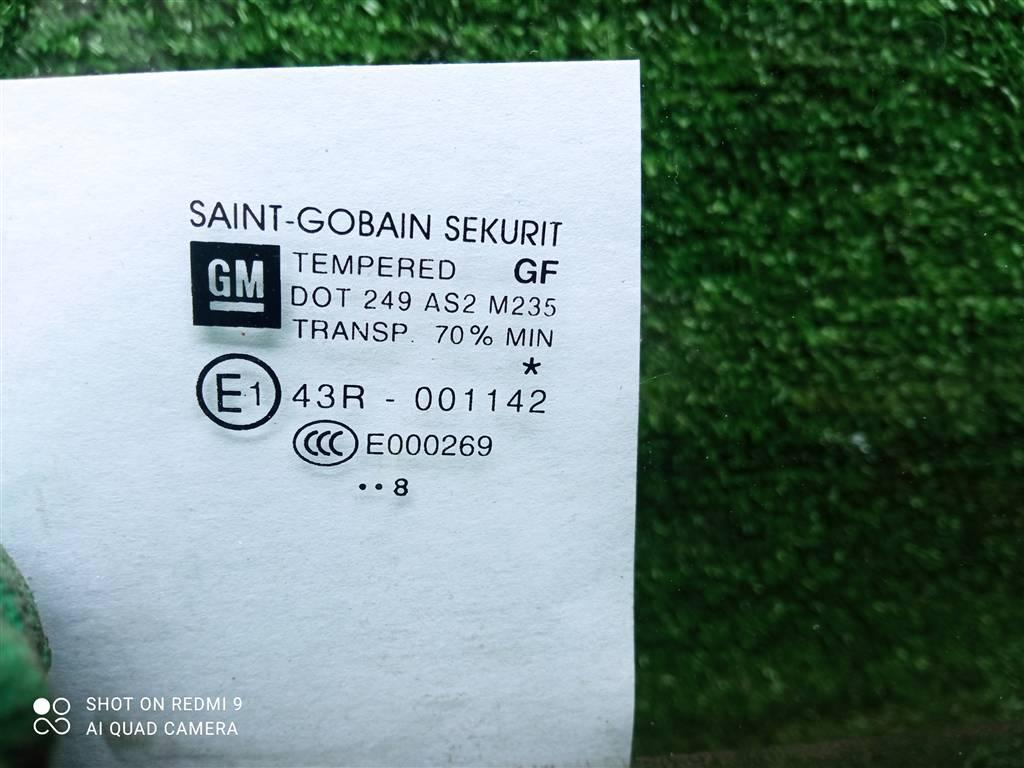 SAINT-GOBAIN SEKURIT
GM
TEMPERED GF
DOT 249 AS2 M235
TRANSP. 70% MIN
*
E1 43R - 001142
CCC E000269
··8
SHOT ON REDMI 9
AI QUAD CAMERA